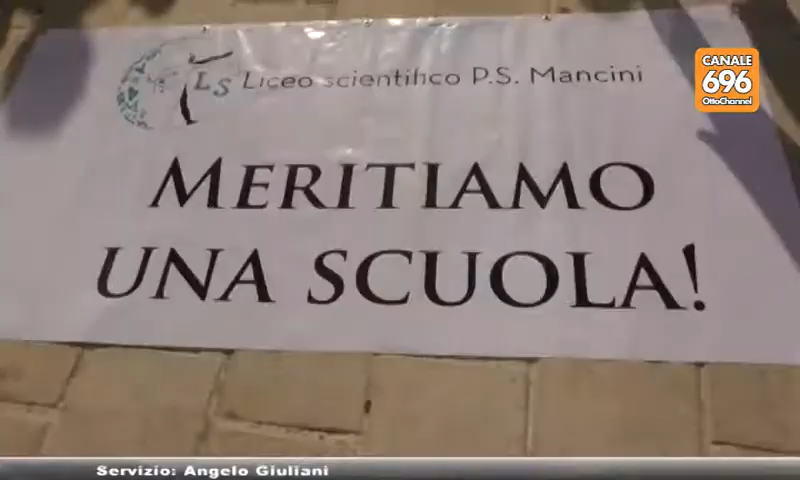 CANALE
696
OttoChannel
LS Liceo scientifico P.S. Mancini
MERITIAMO
UNA SCUOLA!
Servizio: Angelo Giuliani